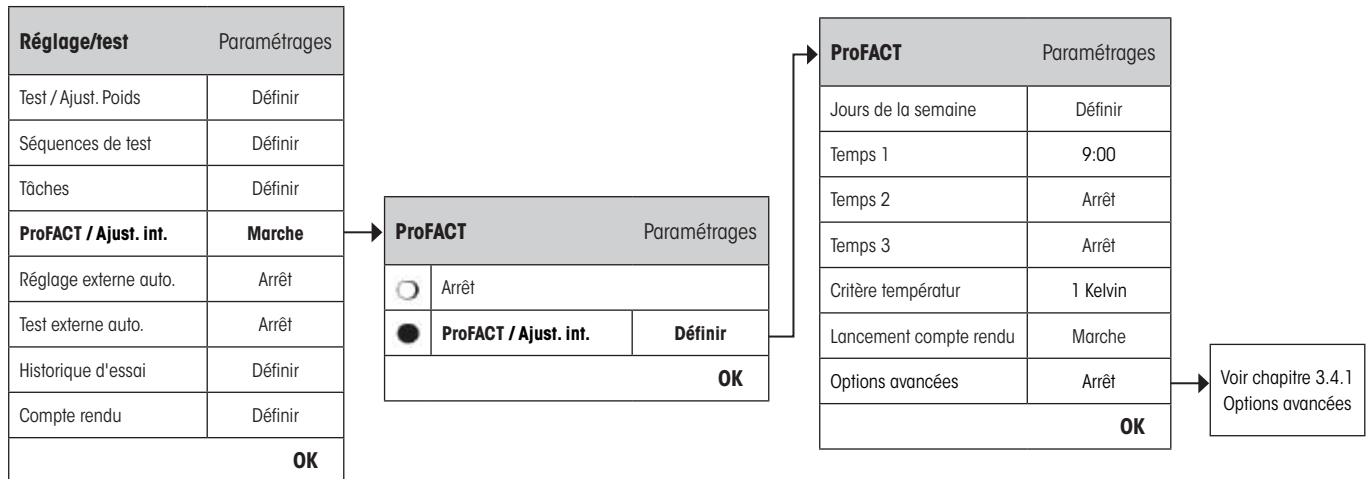 Réglage/test Paramétrages
Test / Ajust. Poids Définir
Séquences de test Définir
Tâches Définir
ProFACT / Ajust. int. Marche
Réglage externe auto. Arrêt
Test externe auto. Arrêt
Historique d'essai Définir
Compte rendu Définir
OK
ProFACT Paramétrages
Arrêt
ProFACT / Ajust. int. Définir
OK
ProFACT Paramétrages
Jours de la semaine Définir
Temps 1 9:00
Temps 2 Arrêt
Temps 3 Arrêt
Critère températur 1 Kelvin
Lancement compte rendu Marche
Options avancées Arrêt
OK
Voir chapitre 3.4.1
Options avancées